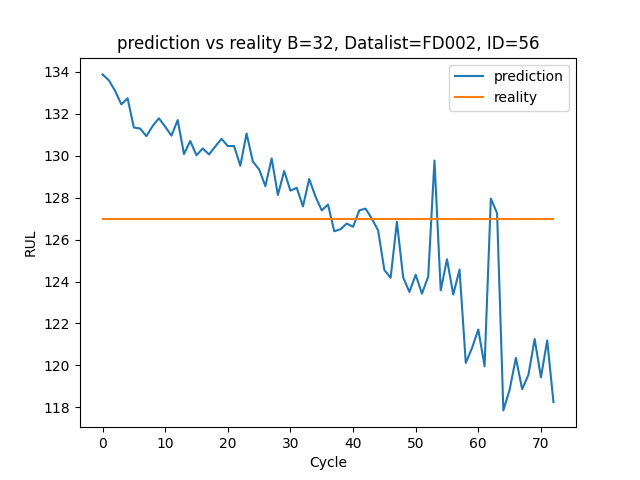 prediction vs reality B=32, Datalist=FD002, ID=56
prediction
reality
134
132
130
128
126
124
122
120
118
RUL
0 10 20 30 40 50 60 70
Cycle